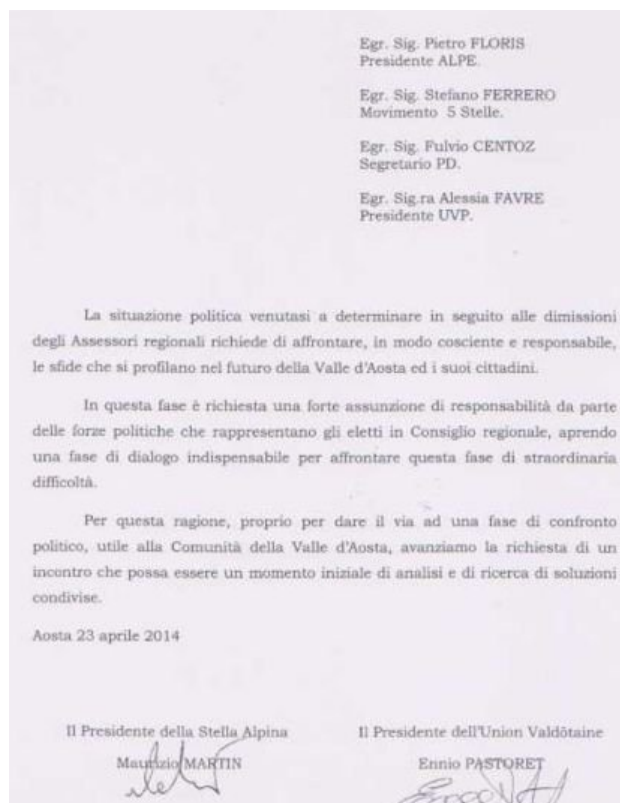 Egr. Sig. Pietro FLORIS
Presidente ALPE.
Egr. Sig. Stefano FERRERO
Movimento 5 Stelle.
Egr. Sig. Fulvio CENTOZ
Segretario PD.
Egr. Sig.ra Alessia FAVRE
Presidente UVP.
La situazione politica venutasi a determinare in seguito alle dimissioni
degli Assessori regionali richiede di affrontare, in modo cosciente e responsabile,
le sfide che si profilano nel futuro della Valle d'Aosta ed i suoi cittadini.
In questa fase è richiesta una forte assunzione di responsabilità da parte
delle forze politiche che rappresentano gli eletti in Consiglio regionale, aprendo
una fase di dialogo indispensabile per affrontare questa fase di straordinaria
difficoltà.
Per questa ragione, proprio per dare il via ad una fase di confronto
politico, utile alla Comunità della Valle d'Aosta, avanziamo la richiesta di un
incontro che possa essere un momento iniziale di analisi e di ricerca di soluzioni
condivise.
Aosta 23 aprile 2014
Il Presidente della Stella Alpina
Maurizio MARTIN
Il Presidente dell'Union Valdôtaine
Ennio PASTORET